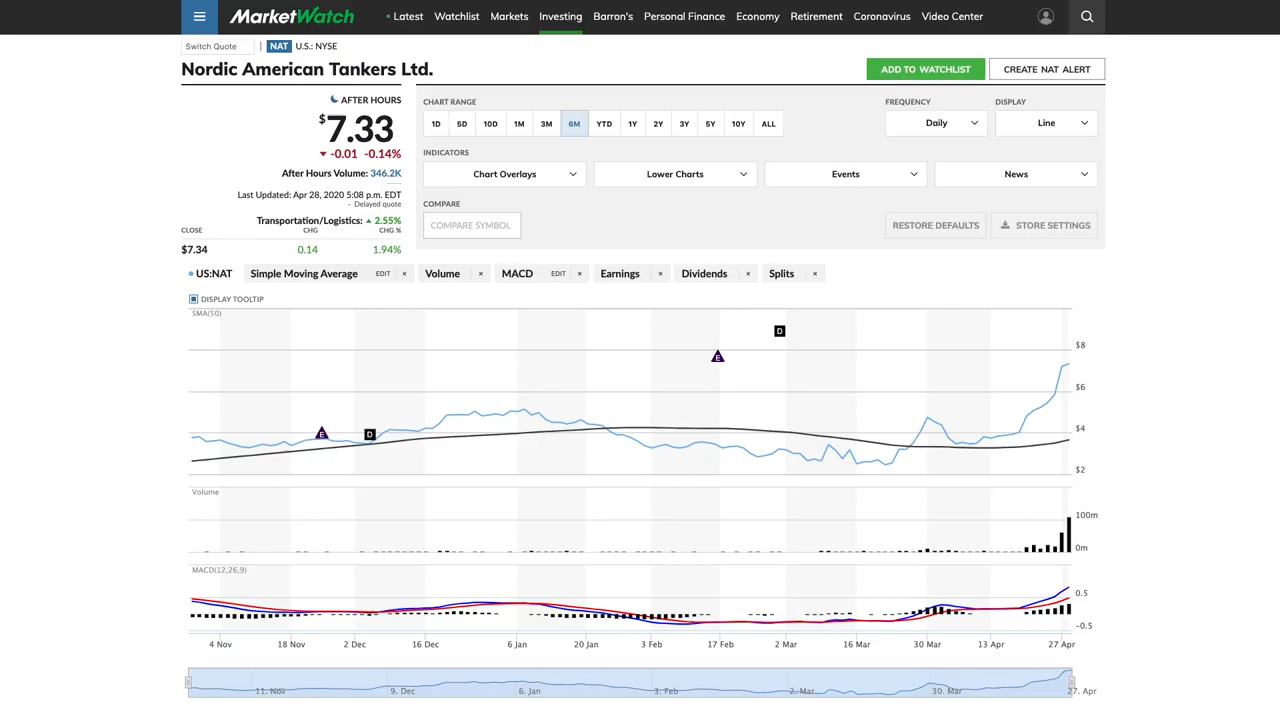 MarketWatch
Latest Watchlist Markets Investing Barron's Personal Finance Economy Retirement Coronavirus Video Center
Switch Quote | NAT U.S.: NYSE
Nordic American Tankers Ltd.
ADD TO WATCHLIST
CREATE NAT ALERT
AFTER HOURS
$7.33
-0.01 -0.14%
After Hours Volume: 346.2K
Last Updated: Apr 28, 2020 5:08 p.m. EDT
- Delayed quote
Transportation/Logistics: 2.55%
CLOSE CHG CHG %
$7.34 0.14 1.94%
CHART RANGE
1D 5D 10D 1M 3M 6M YTD 1Y 2Y 3Y 5Y 10Y ALL
FREQUENCY
Daily
DISPLAY
Line
INDICATORS
Chart Overlays
Lower Charts
Events
News
COMPARE
COMPARE SYMBOL
RESTORE DEFAULTS
STORE SETTINGS
US:NAT
Simple Moving Average EDIT ×
Volume ×
MACD EDIT ×
Earnings ×
Dividends ×
Splits ×
DISPLAY TOOLTIP
SMA(50)
D
E
$8
$6
E
D
$4
$2
Volume
100m
0m
MACD(12,26,9)
0.5
-0.5
4 Nov 18 Nov 2 Dec 16 Dec 6 Jan 20 Jan 3 Feb 17 Feb 2 Mar 16 Mar 30 Mar 13 Apr 27 Apr
11. Nov 9. Dec 6. Jan 3. Feb 2. Mar 30. Mar 27. Apr